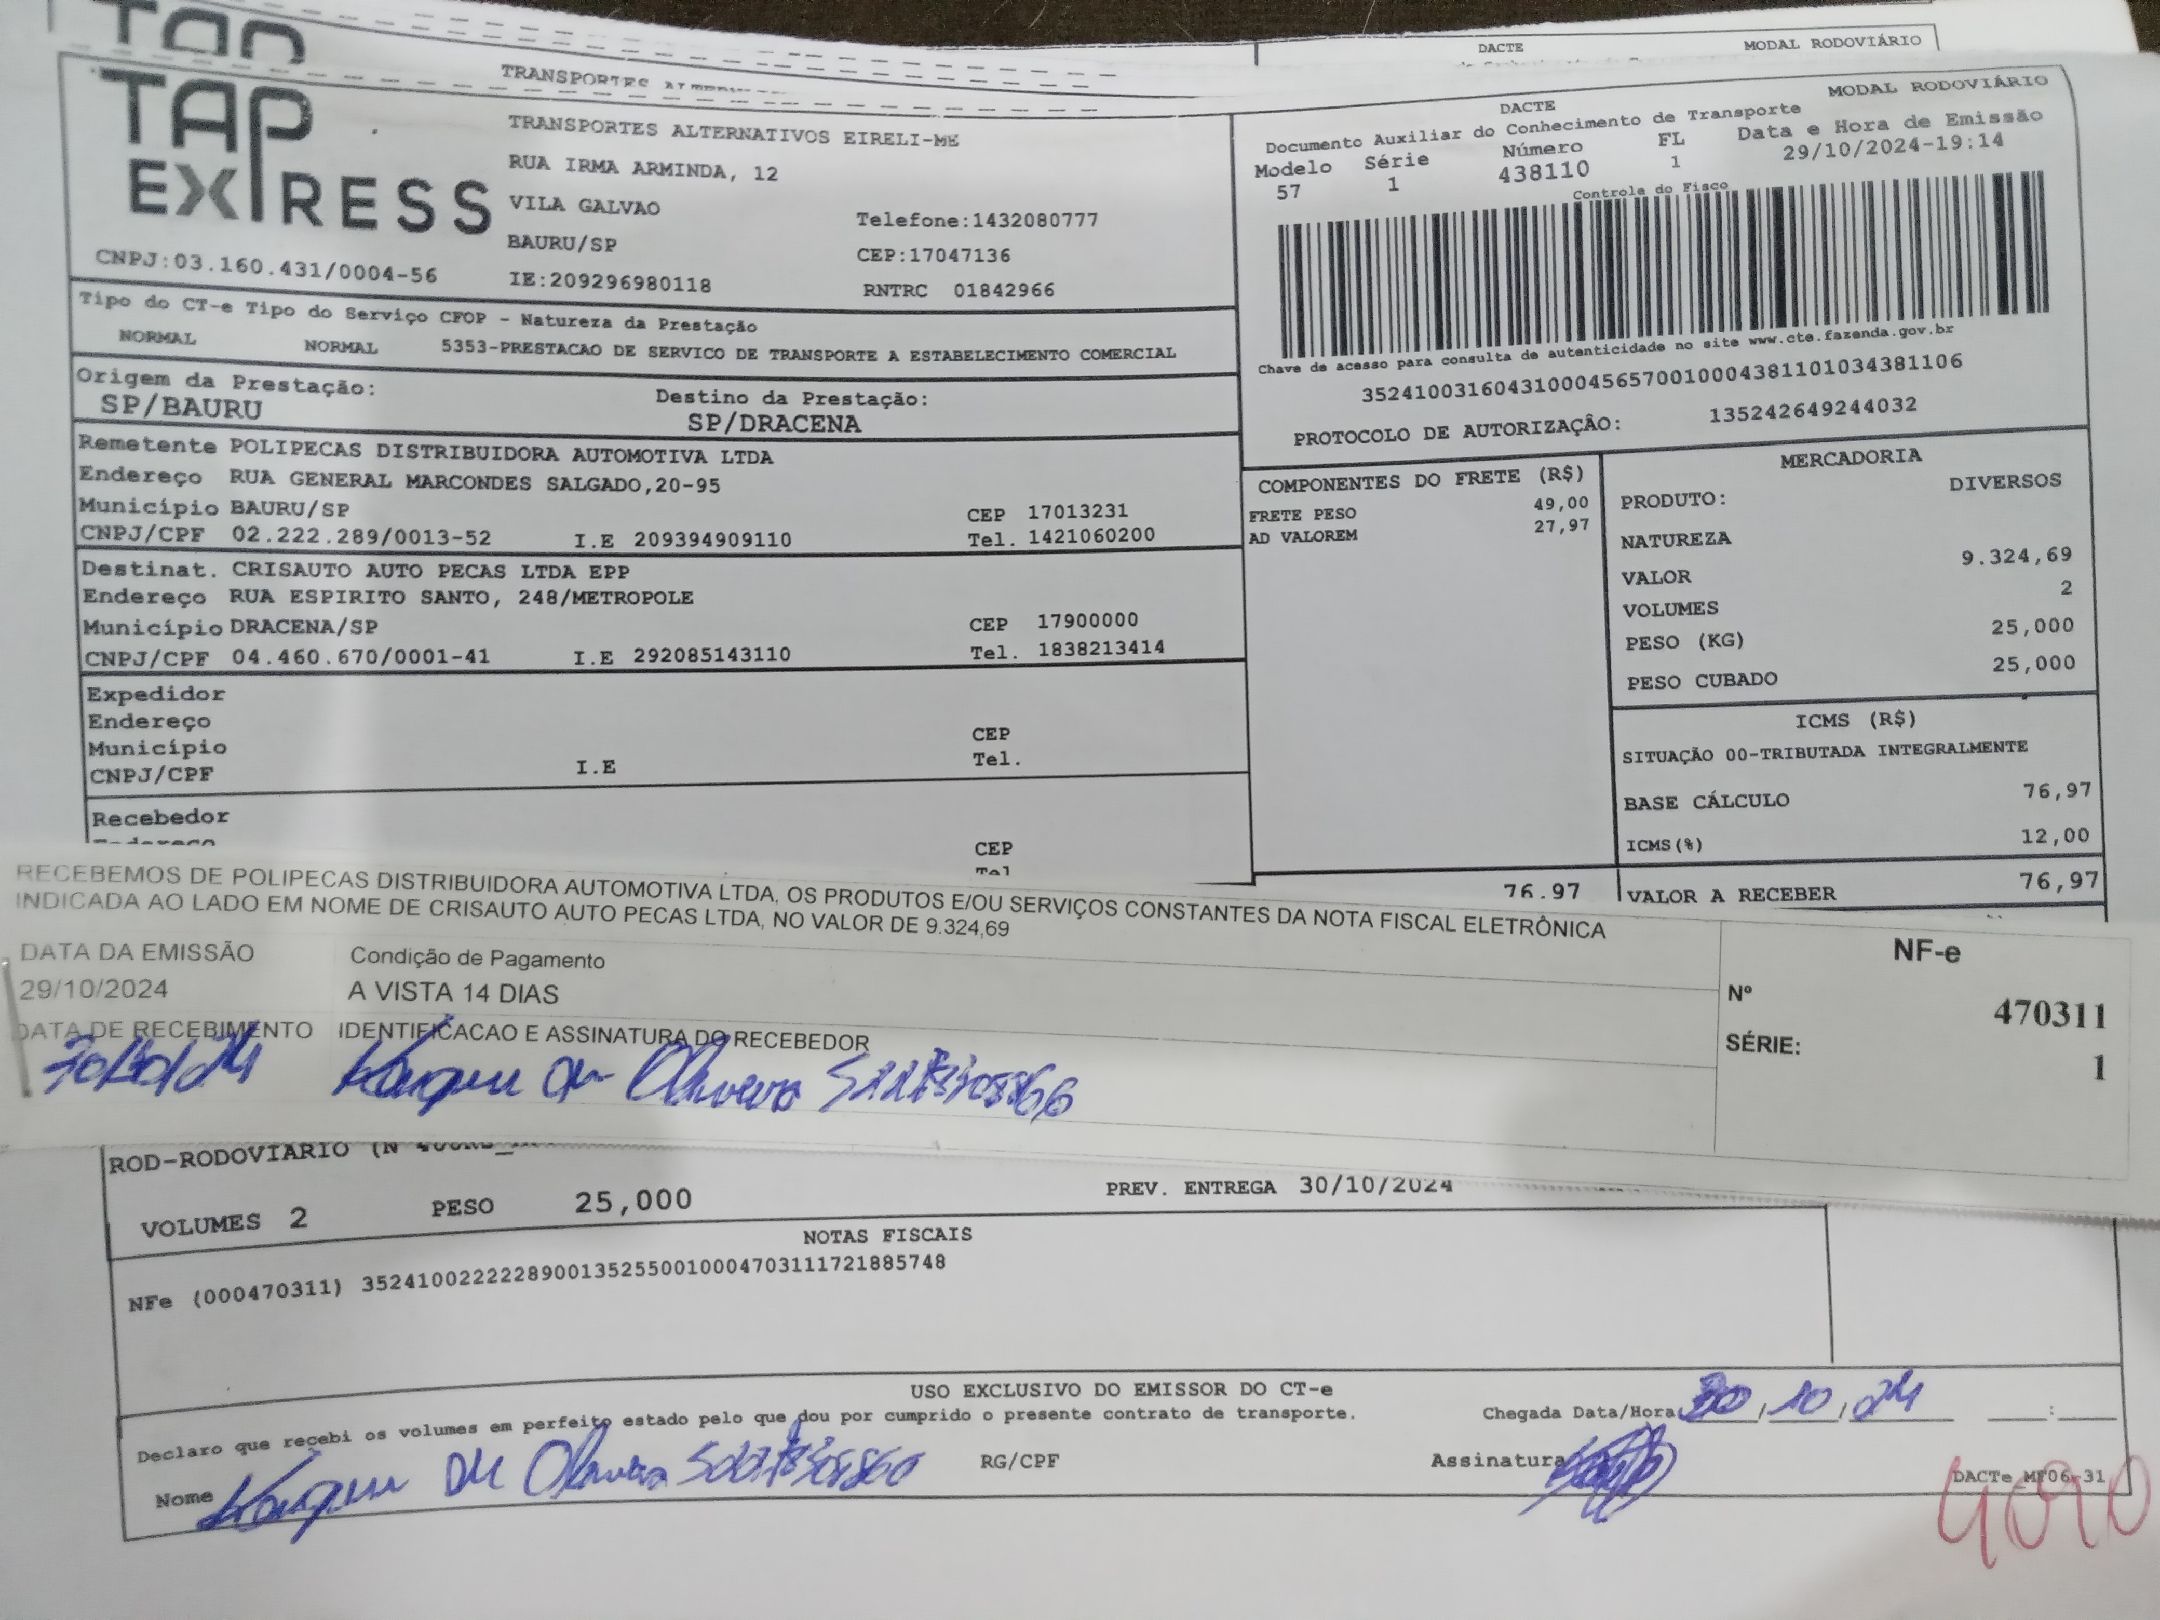 TRANSPORTES
DACTE
MODAL RODOVIÁRIO
TAP
EXPRESS
CNPJ:03.160.431/0004-56
TRANSPORTES ALTERNATIVOS EIRELI-ME
RUA IRMA ARMINDA, 12
VILA GALVAO
Telefone:1432080777
BAURU/SP
CEP:17047136
IE:209296980118
RNTRC 01842966
MODAL RODOVIÁRIO
DACTE
Documento Auxiliar do Conhecimento de Transporte
Modelo Série Número FL Data e Hora de Emissão
57 1 438110 1 29/10/2024-19:14
Controle do Fisco
Chave de acesso para consulta de autenticidade no site www.cte.fazenda.gov.br
35241003160431000456570010004381101034381106
PROTOCOLO DE AUTORIZAÇÂO: 135242649244032
Tipo do CT-e Tipo do Serviço CFOP - Natureza da Prestação
NORMAL NORMAL 5353-PRESTACAO DE SERVICO DE TRANSPORTE A ESTABELECIMENTO COMERCIAL
Origem da Prestação: Destino da Prestação:
SP/BAURU SP/DRACENA
Remetente POLIPECAS DISTRIBUIDORA AUTOMOTIVA LTDA
Endereço RUA GENERAL MARCONDES SALGADO,20-95
Município BAURU/SP CEP 17013231
CNPJ/CPF 02.222.289/0013-52 I.E 209394909110 Tel. 1421060200
Destinat. CRISAUTO AUTO PECAS LTDA EPP
Endereço RUA ESPIRITO SANTO, 248/METROPOLE
Município DRACENA/SP CEP 17900000
CNPJ/CPF 04.460.670/0001-41 I.E 292085143110 Tel. 1838213414
Expedidor
Endereço
Município CEP
CNPJ/CPF I.E Tel.
Recebedor
Endereço CEP
Tel
COMPONENTES DO FRETE (R$)
FRETE PESO 49,00
AD VALOREM 27,97
76,97
MERCADORIA
PRODUTO: DIVERSOS
NATUREZA
VALOR 9.324,69
VOLUMES 2
PESO (KG) 25,000
PESO CUBADO 25,000
ICMS (R$)
SITUAÇÃO 00-TRIBUTADA INTEGRALMENTE
BASE CÁLCULO 76,97
ICMS(%) 12,00
VALOR A RECEBER 76,97
RECEBEMOS DE POLIPECAS DISTRIBUIDORA AUTOMOTIVA LTDA, OS PRODUTOS E/OU SERVIÇOS CONSTANTES DA NOTA FISCAL ELETRÔNICA
INDICADA AO LADO EM NOME DE CRISAUTO AUTO PECAS LTDA, NO VALOR DE 9.324,69
DATA DA EMISSÃO Condição de Pagamento
29/10/2024 A VISTA 14 DIAS
DATA DE RECEBIMENTO IDENTIFICACAO E ASSINATURA DO RECEBEDOR
30/10/24
NF-e
Nº 470311
SÉRIE: 1
ROD-RODOVIARIO (N
VOLUMES 2 PESO 25,000 PREV. ENTREGA 30/10/2024
NOTAS FISCAIS
NFe (000470311) 35241002222289001352550010004703111721885748
USO EXCLUSIVO DO EMISSOR DO CT-e
Declaro que recebi os volumes em perfeito estado pelo que dou por cumprido o presente contrato de transporte.
Chegada Data/Hora 30/10/24 :
Nome RG/CPF Assinatura
DACTe MF06-31
4090